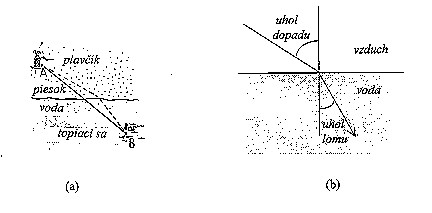 A
plavčík
piesok
voda
topiaci sa
B
(a)
uhol
dopadu
vzduch
voda
uhol
lomu
(b)